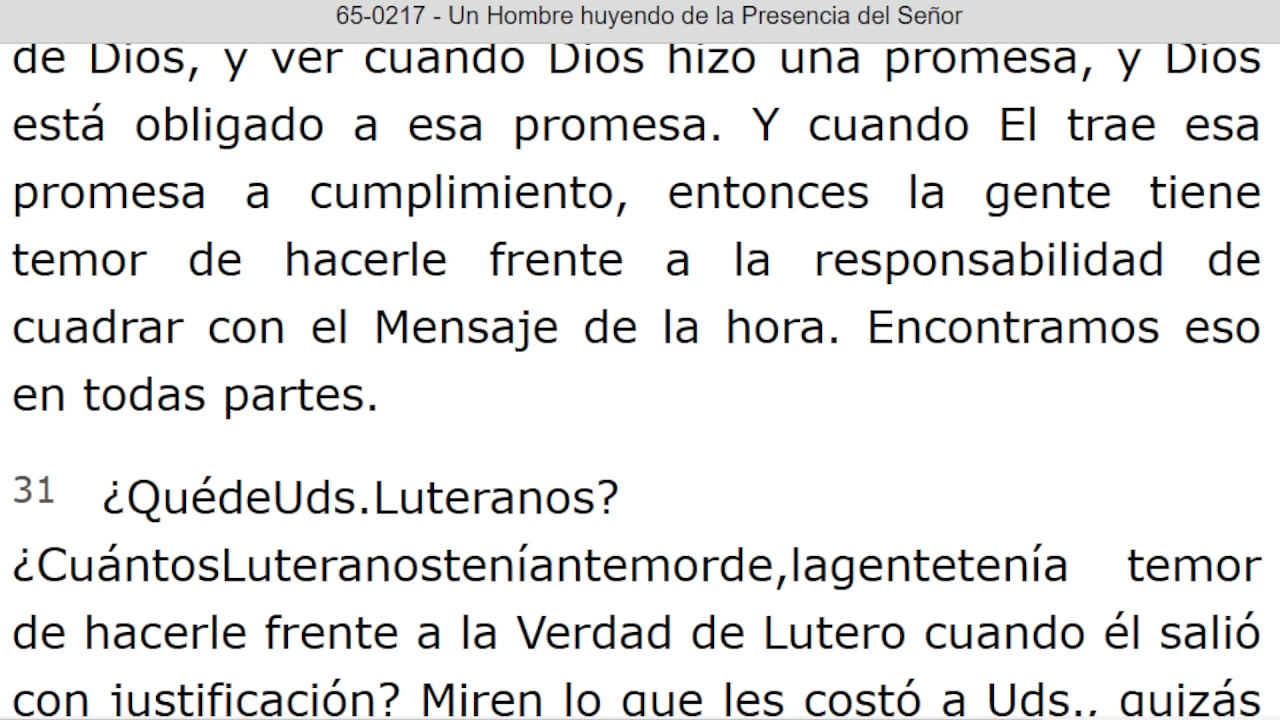 65-0217 - Un Hombre huyendo de la Presencia del Señor
de Dios, y ver cuando Dios hizo una promesa, y Dios
está obligado a esa promesa. Y cuando El trae esa
promesa a cumplimiento, entonces la gente tiene
temor de hacerle frente a la responsabilidad de
cuadrar con el Mensaje de la hora. Encontramos eso
en todas partes.
31 ¿QuédeUds.Luteranos?
¿CuántosLuteranosteníantemorde,lagentetenía temor
de hacerle frente a la Verdad de Lutero cuando él salió
con justificación? Miren lo que les costó a Uds., quizás